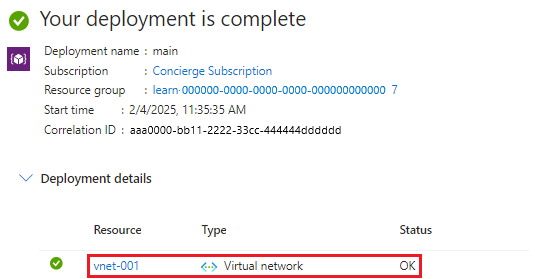 Your deployment is complete
Deployment name : main
Subscription : Concierge Subscription
Resource group : learn-000000-0000-0000-0000-000000000000 7
Start time : 2/4/2025, 11:35:35 AM
Correlation ID : aaa0000-bb11-2222-33cc-444444dddddd
Deployment details
Resource Type Status
vnet-001 Virtual network OK